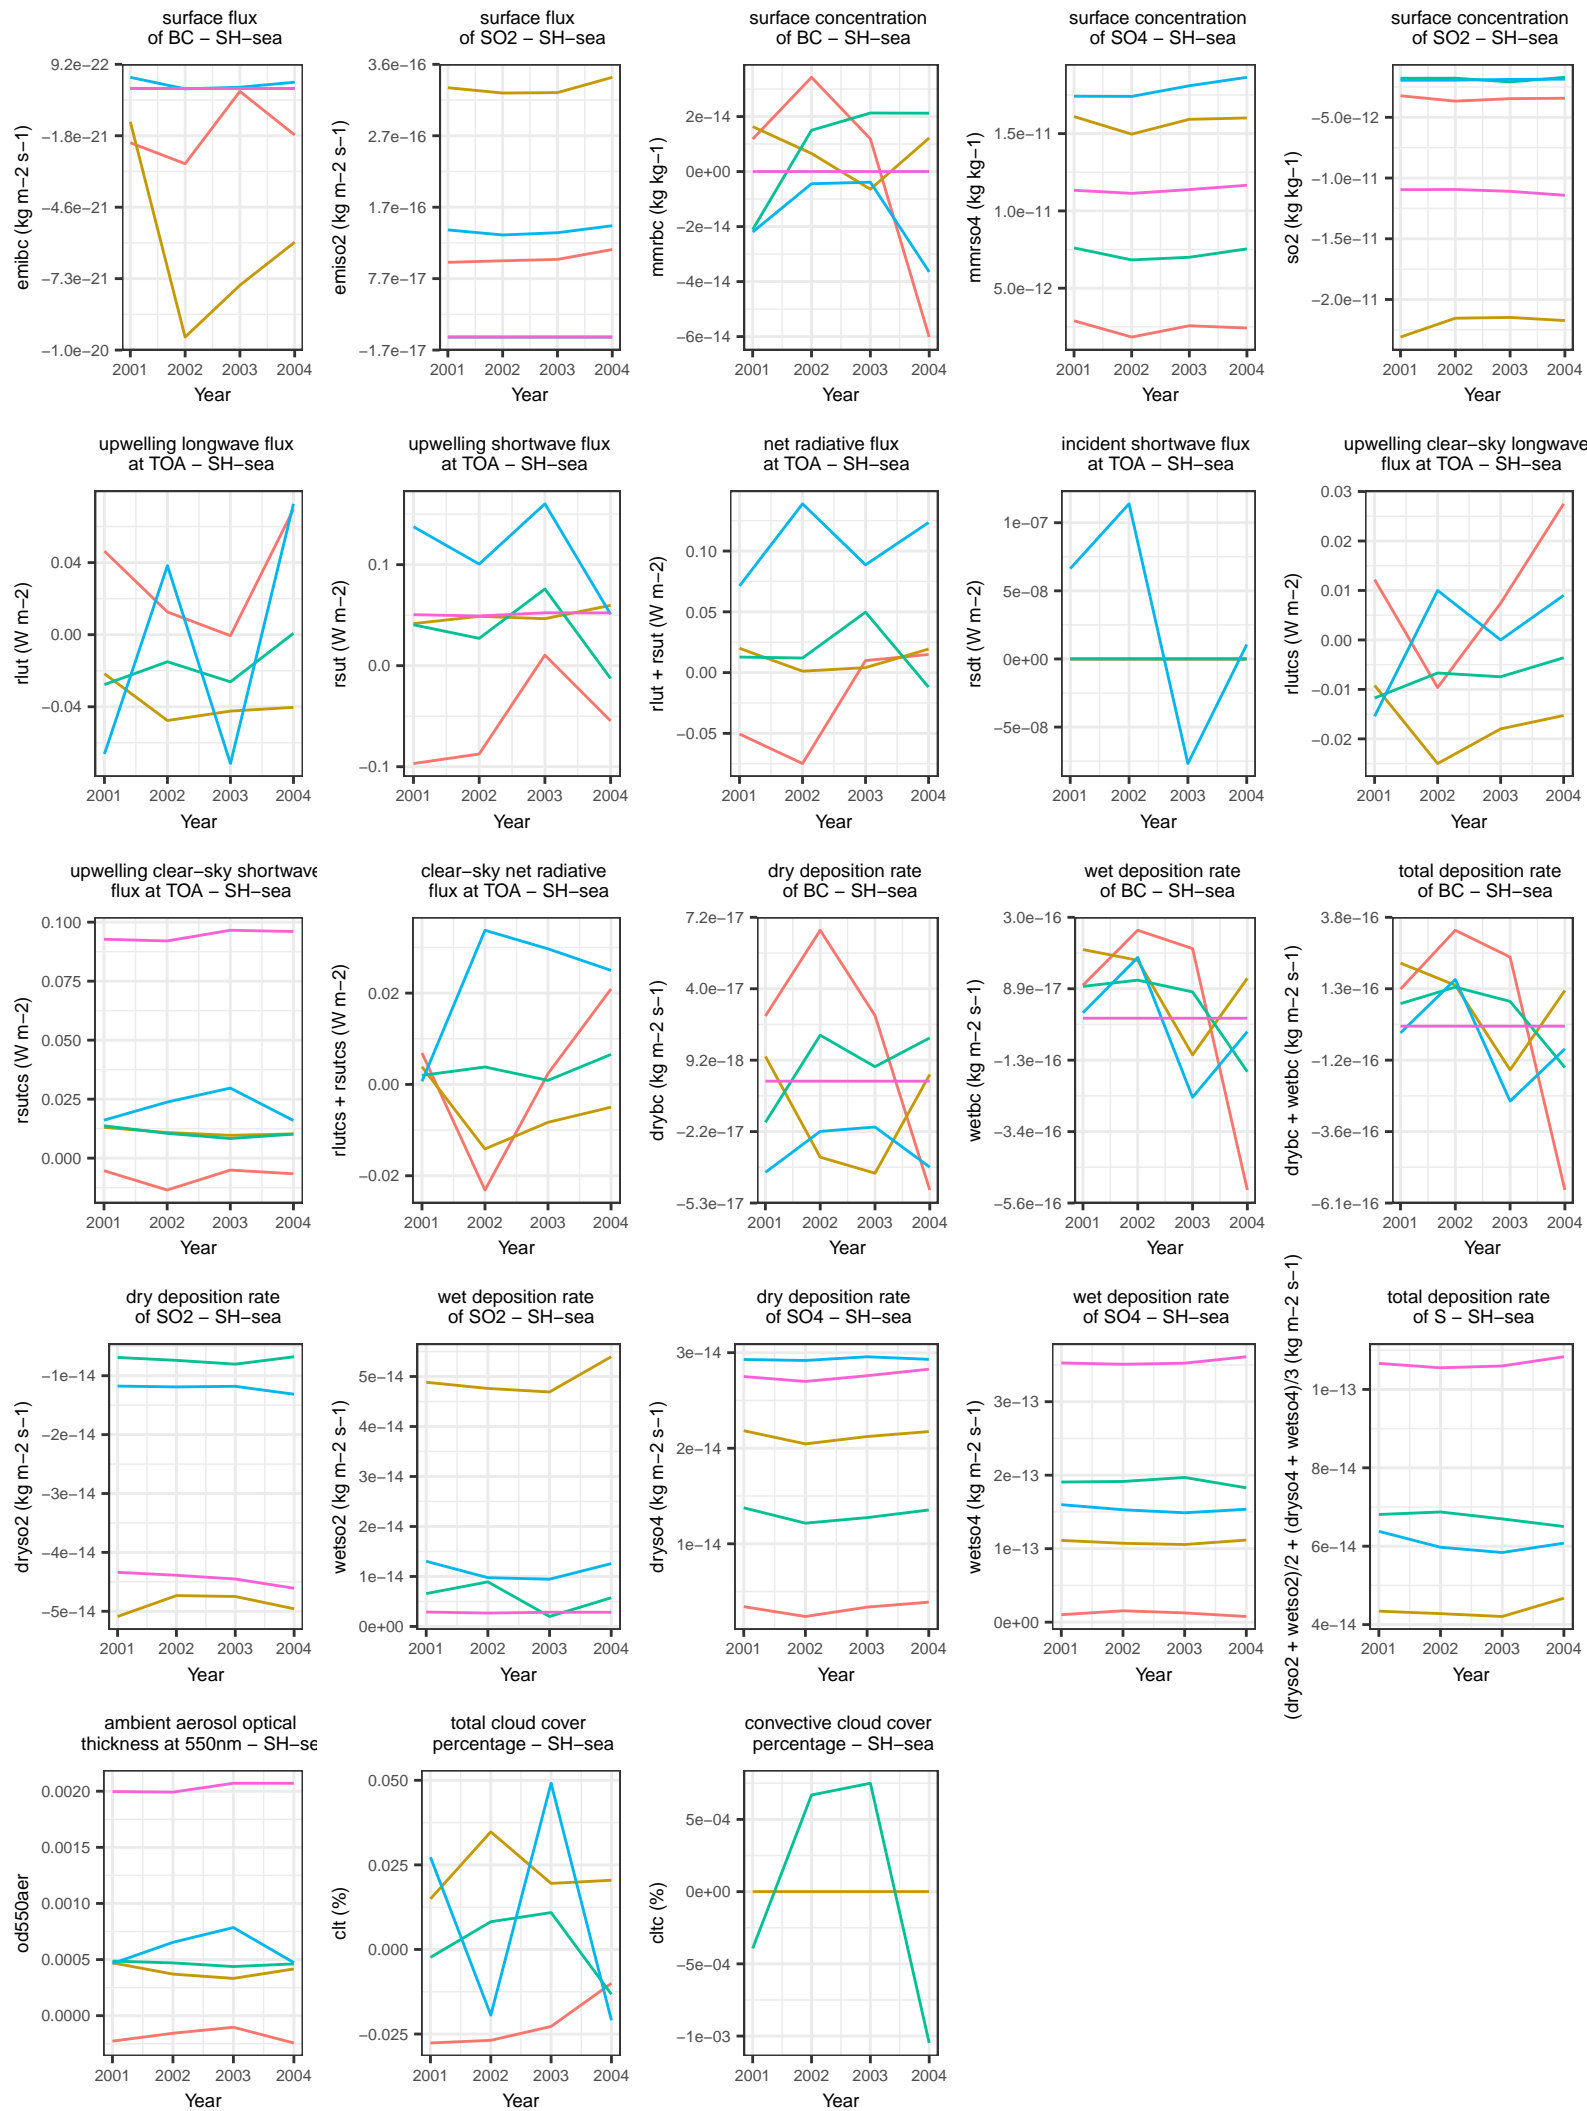 surface flux
of BC − SH−sea
emibc (kg m−2 s−1)
9.2e−22
−1.8e−21
−4.6e−21
−7.3e−21
−1.0e−20
2001 2002 2003 2004
Year
surface flux
of SO2 − SH−sea
emiso2 (kg m−2 s−1)
3.6e−16
2.7e−16
1.7e−16
7.7e−17
−1.7e−17
2001 2002 2003 2004
Year
surface concentration
of BC − SH−sea
mmrbc (kg kg−1)
2e−14
0e+00
−2e−14
−4e−14
−6e−14
2001 2002 2003 2004
Year
surface concentration
of SO4 − SH−sea
mmrso4 (kg kg−1)
1.5e−11
1.0e−11
5.0e−12
2001 2002 2003 2004
Year
surface concentration
of SO2 − SH−sea
so2 (kg kg−1)
−5.0e−12
−1.0e−11
−1.5e−11
−2.0e−11
2001 2002 2003 2004
Year
upwelling longwave flux
at TOA − SH−sea
rlut (W m−2)
0.04
0.00
−0.04
2001 2002 2003 2004
Year
upwelling shortwave flux
at TOA − SH−sea
rsut (W m−2)
0.1
0.0
−0.1
2001 2002 2003 2004
Year
net radiative flux
at TOA − SH−sea
rlut + rsut (W m−2)
0.10
0.05
0.00
−0.05
2001 2002 2003 2004
Year
incident shortwave flux
at TOA − SH−sea
rsdt (W m−2)
1e−07
5e−08
0e+00
−5e−08
2001 2002 2003 2004
Year
upwelling clear−sky longwave
flux at TOA − SH−sea
rlutcs (W m−2)
0.03
0.02
0.01
0.00
−0.01
−0.02
2001 2002 2003 2004
Year
upwelling clear−sky shortwave
flux at TOA − SH−sea
rsutcs (W m−2)
0.100
0.075
0.050
0.025
0.000
2001 2002 2003 2004
Year
clear−sky net radiative
flux at TOA − SH−sea
rlutcs + rsutcs (W m−2)
0.02
0.00
−0.02
2001 2002 2003 2004
Year
dry deposition rate
of BC − SH−sea
drybc (kg m−2 s−1)
7.2e−17
4.0e−17
9.2e−18
−2.2e−17
−5.3e−17
2001 2002 2003 2004
Year
wet deposition rate
of BC − SH−sea
wetbc (kg m−2 s−1)
3.0e−16
8.9e−17
−1.3e−16
−3.4e−16
−5.6e−16
2001 2002 2003 2004
Year
total deposition rate
of BC − SH−sea
drybc + wetbc (kg m−2 s−1)
3.8e−16
1.3e−16
−1.2e−16
−3.6e−16
−6.1e−16
2001 2002 2003 2004
Year
dry deposition rate
of SO2 − SH−sea
dryso2 (kg m−2 s−1)
−1e−14
−2e−14
−3e−14
−4e−14
−5e−14
2001 2002 2003 2004
Year
wet deposition rate
of SO2 − SH−sea
wetso2 (kg m−2 s−1)
5e−14
4e−14
3e−14
2e−14
1e−14
0e+00
2001 2002 2003 2004
Year
dry deposition rate
of SO4 − SH−sea
dryso4 (kg m−2 s−1)
3e−14
2e−14
1e−14
2001 2002 2003 2004
Year
wet deposition rate
of SO4 − SH−sea
wetso4 (kg m−2 s−1)
3e−13
2e−13
1e−13
0e+00
2001 2002 2003 2004
Year
total deposition rate
of S − SH−sea
(dryso2 + wetso2)/2 + (dryso4 + wetso4)/3 (kg m−2 s−1)
1e−13
8e−14
6e−14
4e−14
2001 2002 2003 2004
Year
ambient aerosol optical
thickness at 550nm − SH−se
od550aer
0.0020
0.0015
0.0010
0.0005
0.0000
2001 2002 2003 2004
Year
total cloud cover
percentage − SH−sea
clt (%)
0.050
0.025
0.000
−0.025
2001 2002 2003 2004
Year
convective cloud cover
percentage − SH−sea
cltc (%)
5e−04
0e+00
−5e−04
−1e−03
2001 2002 2003 2004
Year